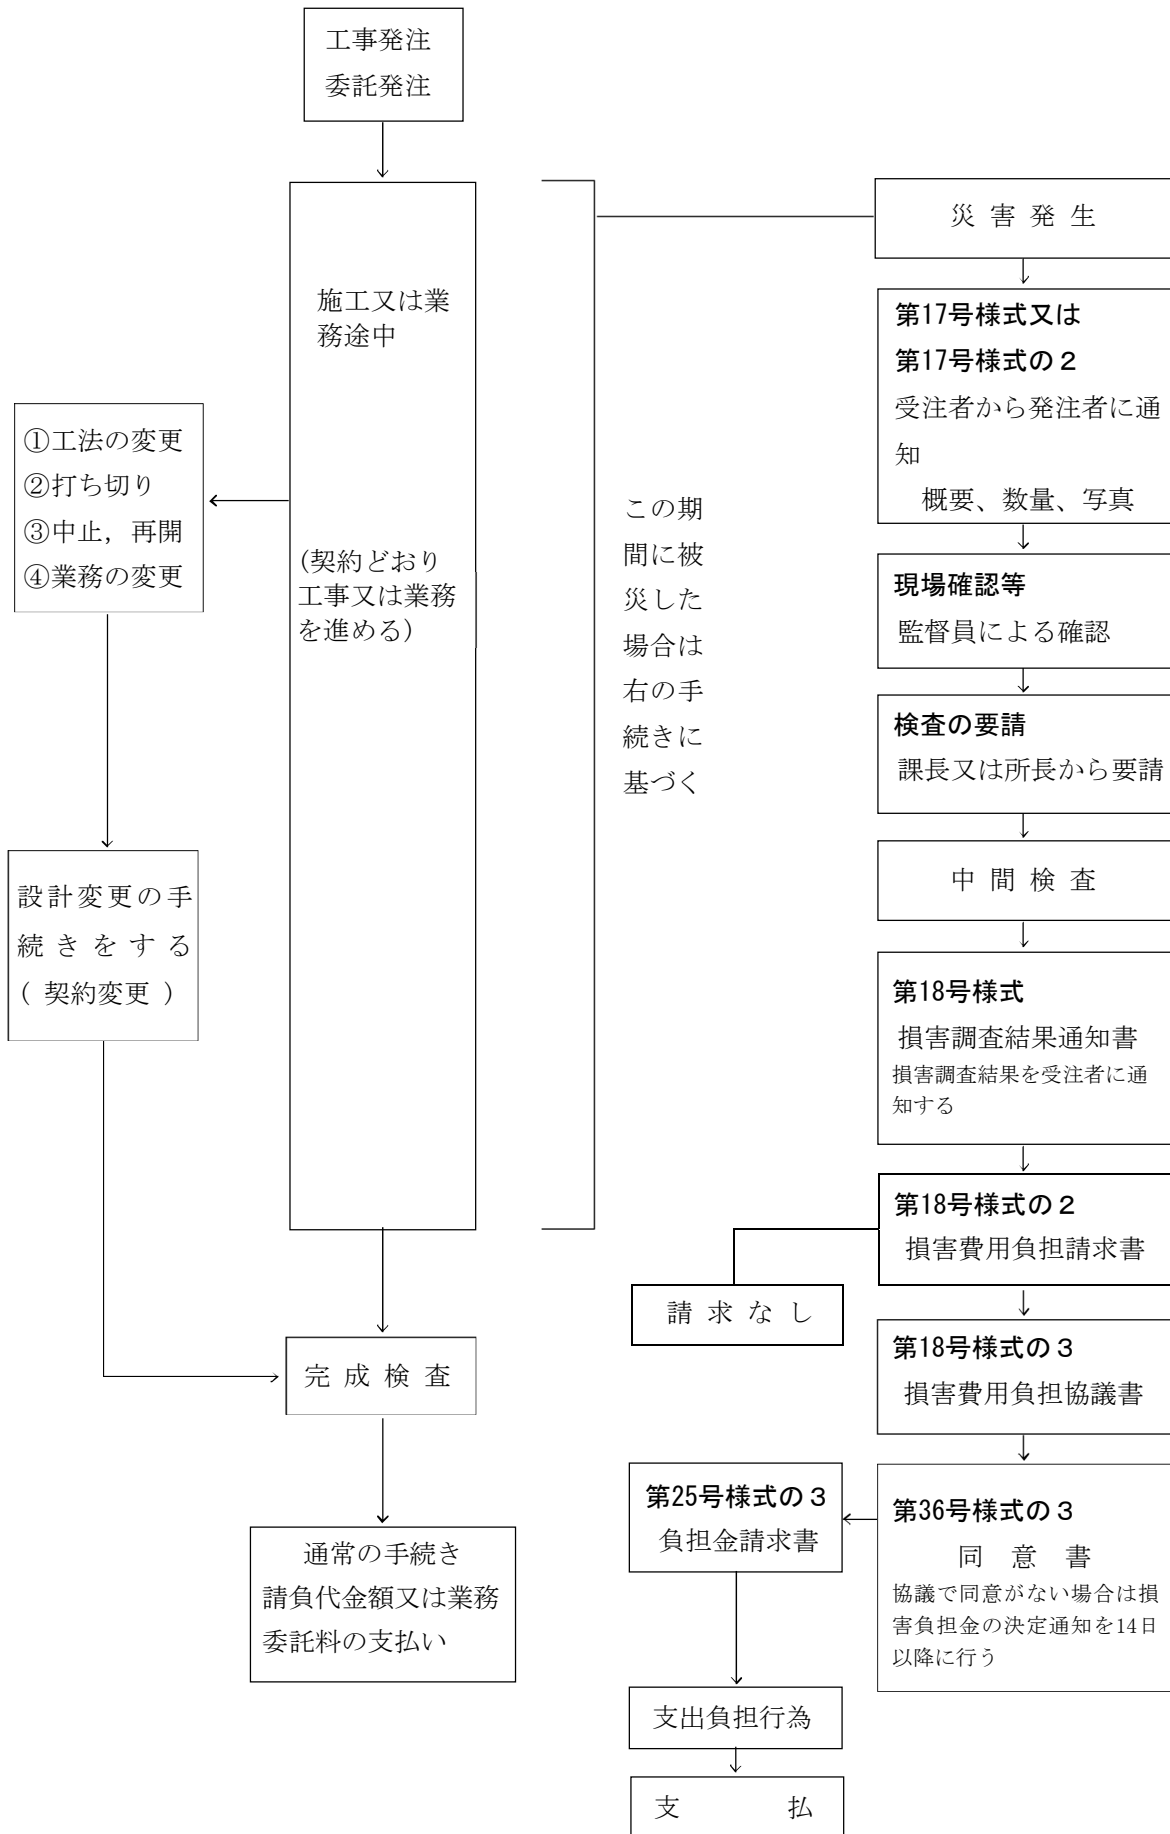 工事発注
委託発注
施工又は業
務途中
(契約どおり
工事又は業務
を進める)
①工法の変更
②打ち切り
③中止，再開
④業務の変更
設計変更の手
続きをする
( 契約変更 )
完成検査
通常の手続き
請負代金額又は業務
委託料の支払い
この期
間に被
災した
場合は
右の手
続きに
基づく
災害発生
第17号様式又は
第17号様式の２
受注者から発注者に通
知
概要、数量、写真
現場確認等
監督員による確認
検査の要請
課長又は所長から要請
中間検査
第18号様式
損害調査結果通知書
損害調査結果を受注者に通
知する
第18号様式の２
損害費用負担請求書
請求なし
第18号様式の３
損害費用負担協議書
第36号様式の３
同 意 書
協議で同意がない場合は損
害負担金の決定通知を14日
以降に行う
第25号様式の３
負担金請求書
支出負担行為
支　　払